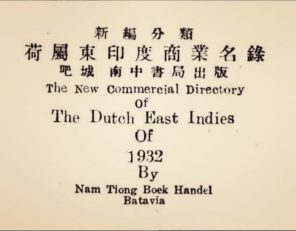 新編分類
荷屬東印度商業名錄
吧城南中書局出版
The New Commercial Directory
Of
The Dutch East Indies
Of
1932
By
Nam Tiong Boek Handel
Batavia